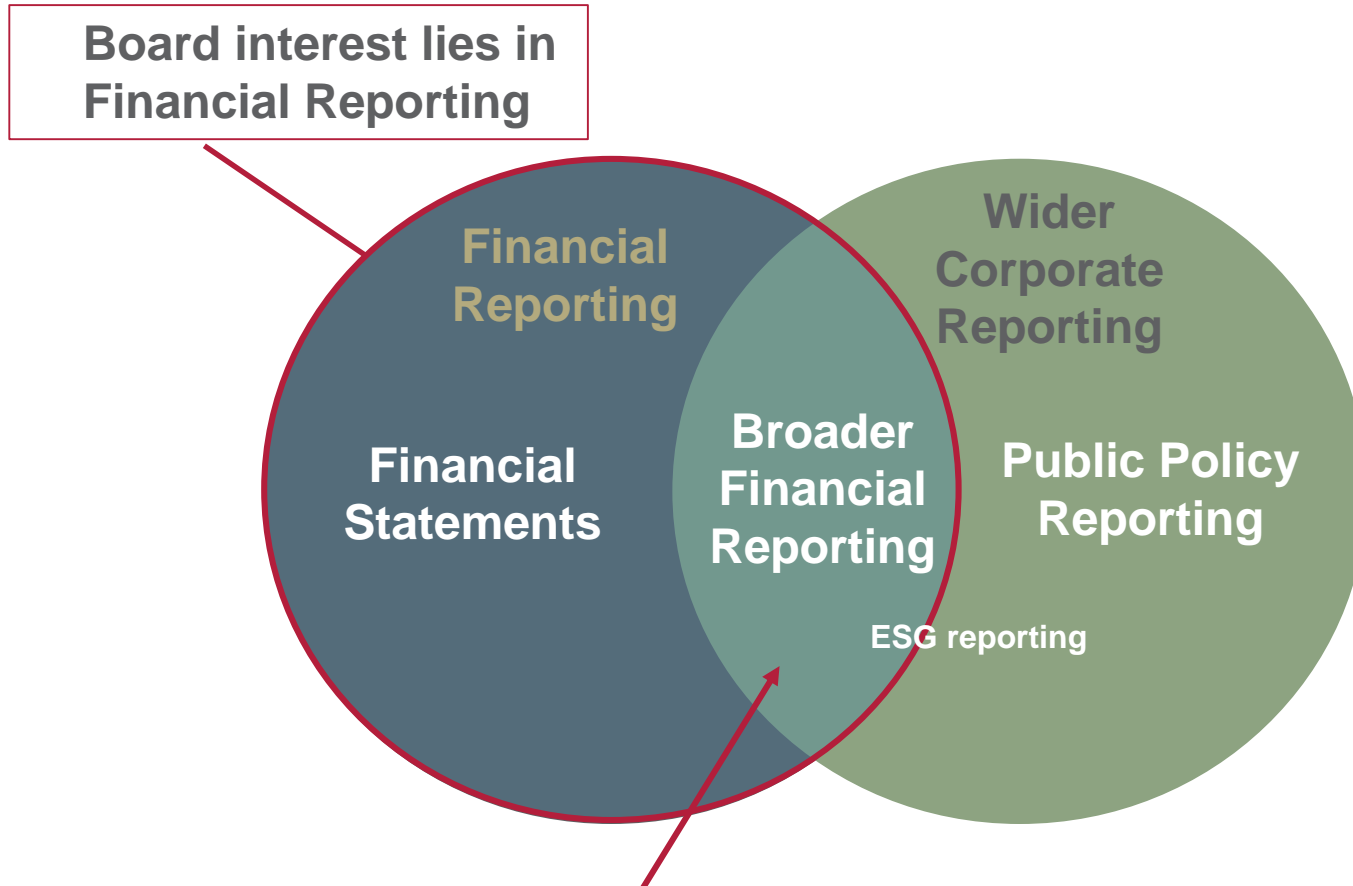 Board interest lies in
Financial Reporting
Financial
Reporting
Wider
Corporate
Reporting
Financial
Statements
Broader
Financial
Reporting
Public Policy
Reporting
ESG reporting